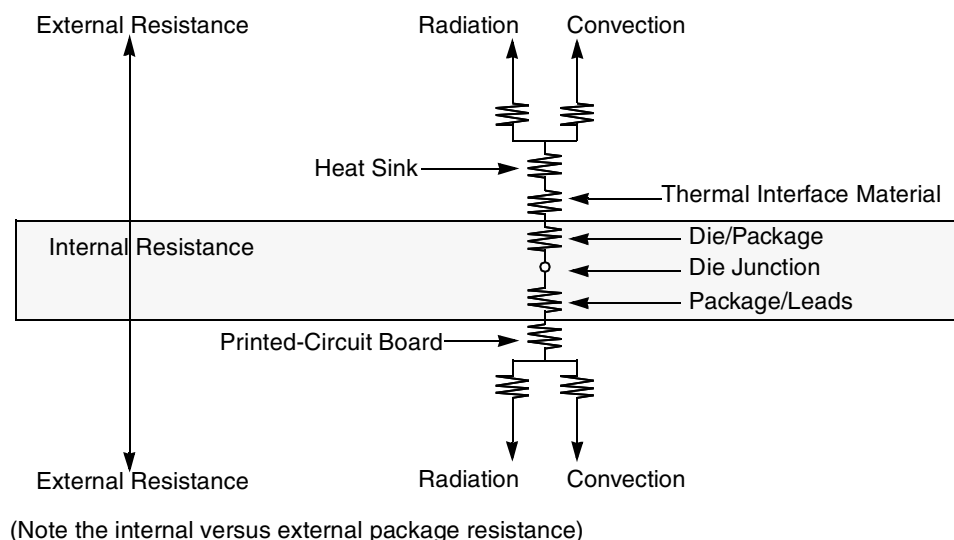 External Resistance
Radiation Convection
Heat Sink
Thermal Interface Material
Internal Resistance
Die/Package
Die Junction
Package/Leads
Printed-Circuit Board
External Resistance
Radiation Convection
(Note the internal versus external package resistance)